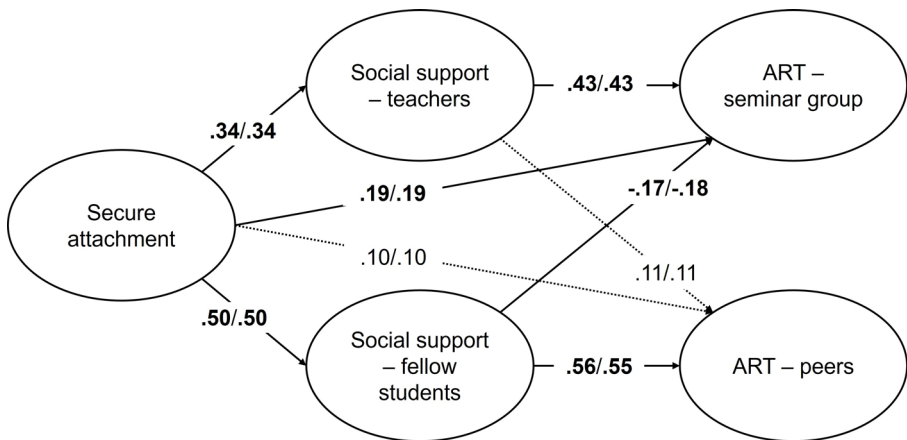 Social support
– teachers
.43/.43
ART –
seminar group
.34/.34
.19/.19
-.17/-.18
Secure
attachment
.10/.10
.11/.11
.50/.50
Social support
– fellow
students
.56/.55
ART – peers